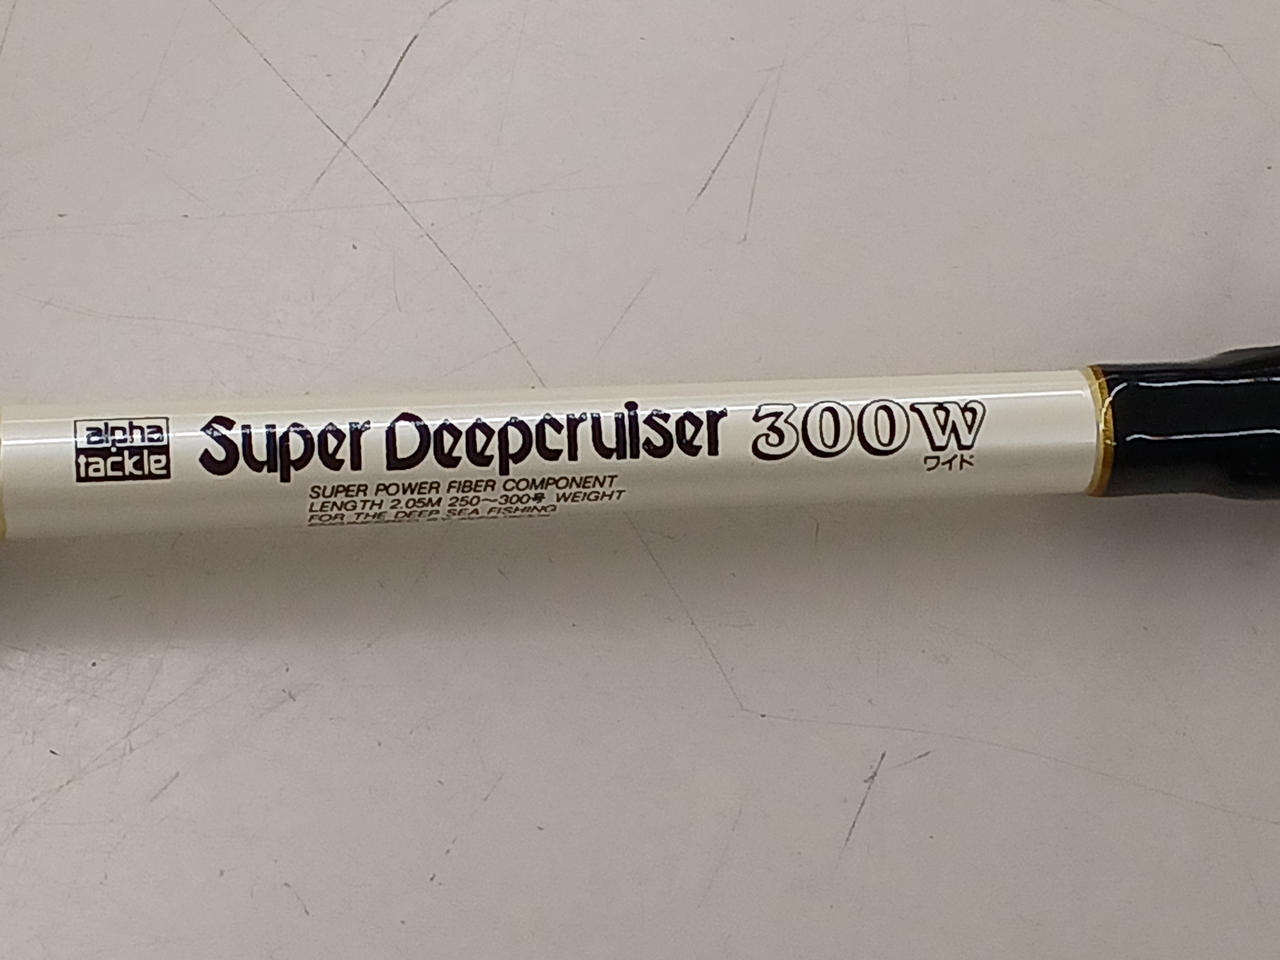 alpha
tackle
Super Deepcruiser 300W
ワイド
SUPER POWER FIBER COMPONENT
LENGTH 2.05M 250〜300号 WEIGHT
FOR THE DEEP SEA FISHING